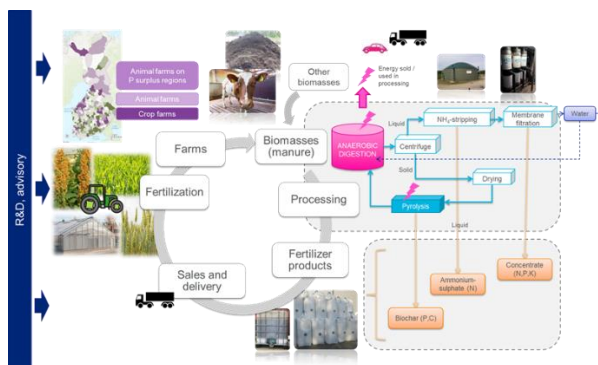 R&D, advisory
Animal farms on
P surplus regions
Animal farms
Crop farms
Other
biomasses
Energy sold /
used in
processing
Farms
Biomasses
(manure)
Fertilization
Processing
Sales and
delivery
Fertilizer
products
ANAEROBIC
DIGESTION
Liquid
Centrifuge
NH₄-stripping
Membrane
filtration
Water
Solid
Drying
Pyrolysis
Liquid
Biochar (P,C)
Ammonium-
sulphate (N)
Concentrate
(N,P,K)